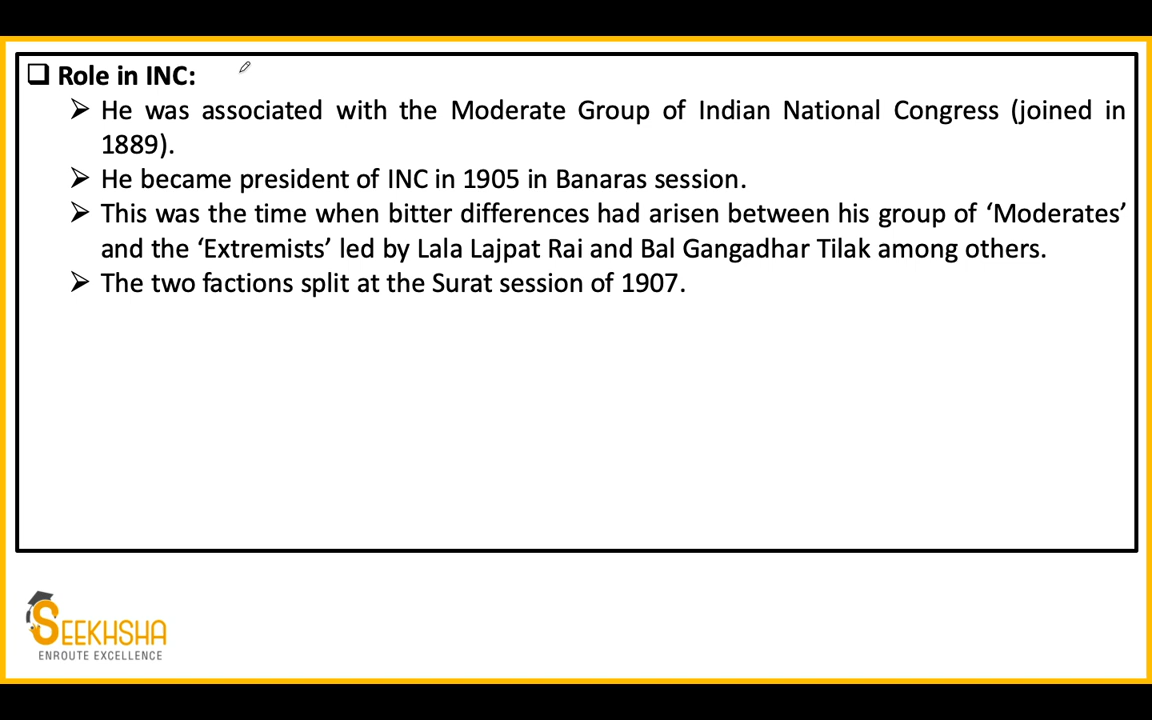 ❑ Role in INC:
➢ He was associated with the Moderate Group of Indian National Congress (joined in
1889).
➢ He became president of INC in 1905 in Banaras session.
➢ This was the time when bitter differences had arisen between his group of ‘Moderates’
and the ‘Extremists’ led by Lala Lajpat Rai and Bal Gangadhar Tilak among others.
➢ The two factions split at the Surat session of 1907.
SEEKHSHA
ENROUTE EXCELLENCE